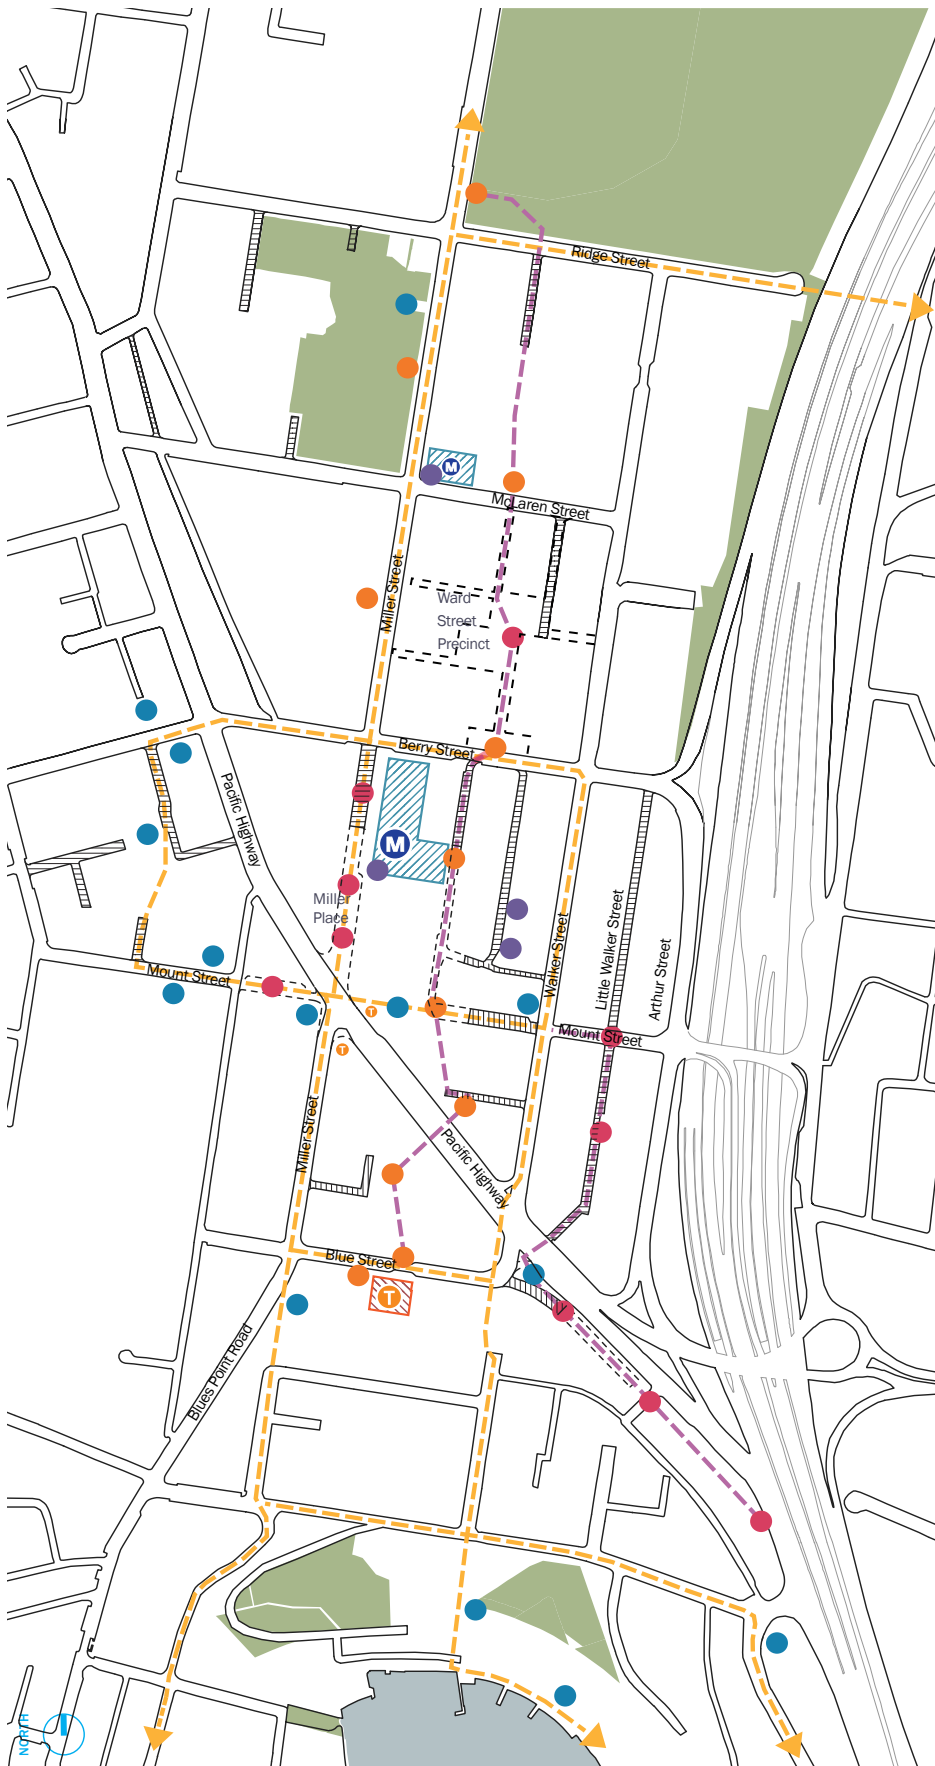 Ridge Street
M
McLaren Street
Miller Street
Ward
Street
Precinct
Berry Street
Pacific Highway
M
Miller
Place
Walker Street
Little Walker Street
Arthur Street
Mount Street
T
Mount Street
T
Miller Street
Pacific Highway
Blue Street
T
Blues Point Road
NORTH